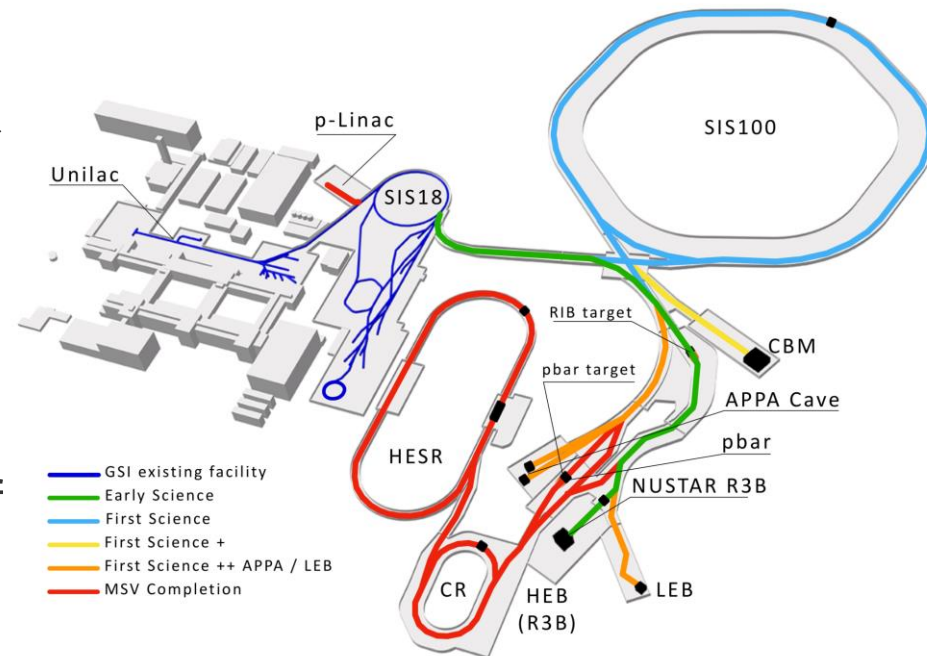 SIS100
p-Linac
Unilac
SIS18
RIB target
CBM
pbar target
APPA Cave
pbar
HESR
NUSTAR R3B
GSI existing facility
Early Science
First Science
First Science +
First Science ++ APPA / LEB
MSV Completion
CR
HEB
(R3B)
LEB